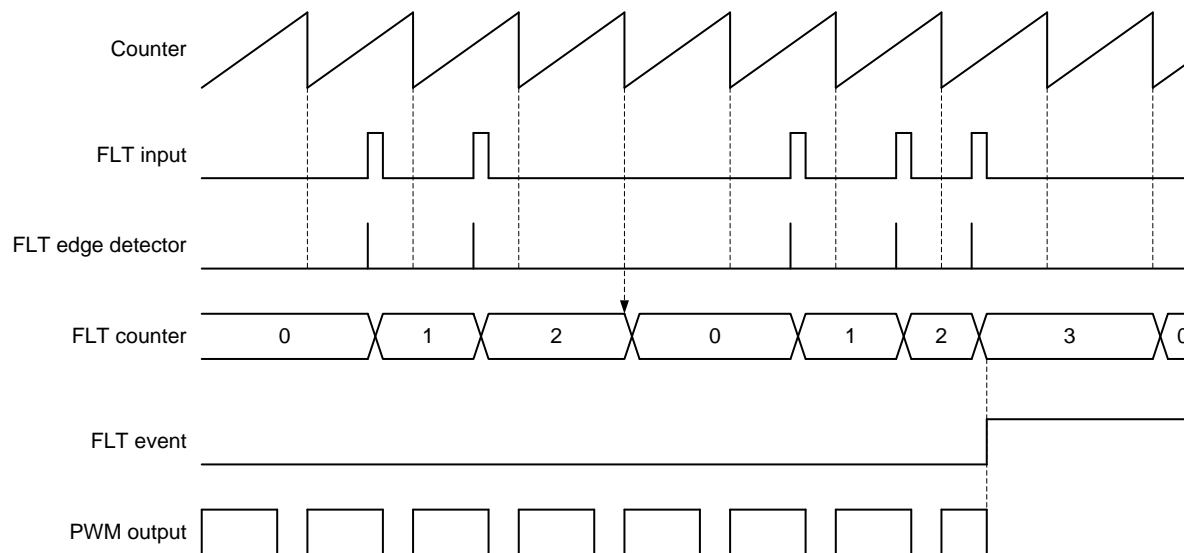 Counter
FLT input
FLT edge detector
FLT counter
0 1 2 0 1 2 3 0
FLT event
PWM output